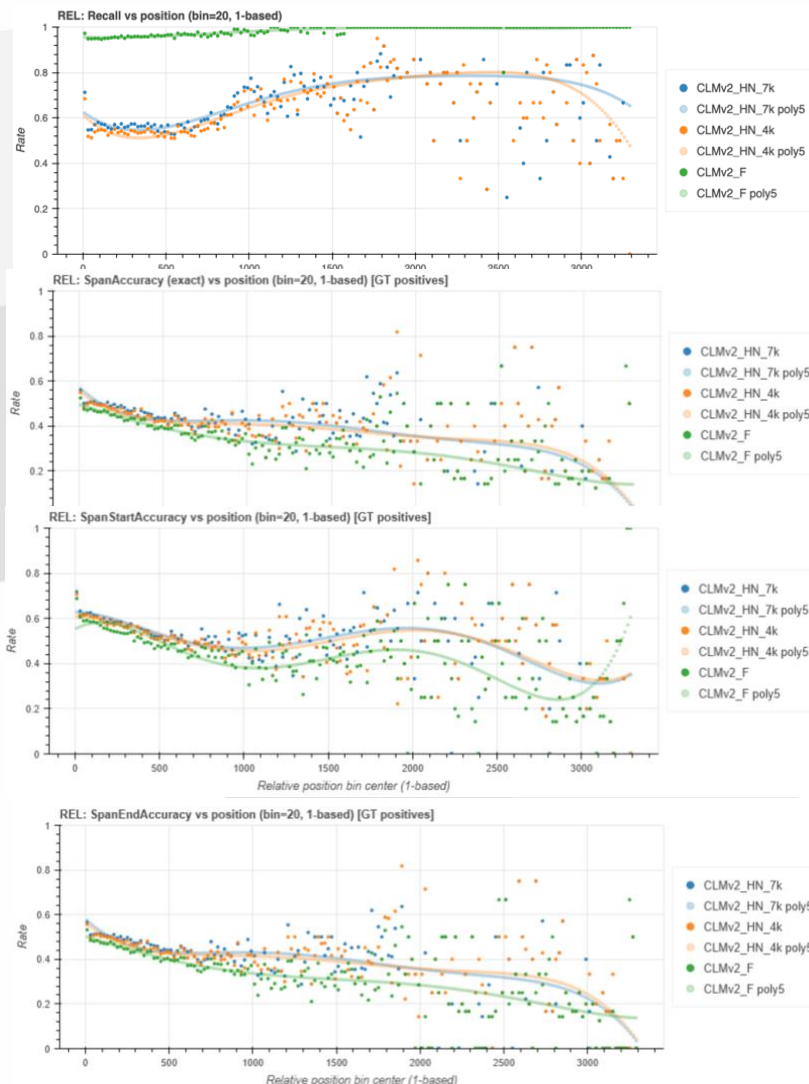 REL: Recall vs position (bin=20, 1-based)
1
0.8
0.6
0.4
0.2
0
Rate
0
500
1000
1500
2000
2500
3000
CLMv2_HN_7k
CLMv2_HN_7k poly5
CLMv2_HN_4k
CLMv2_HN_4k poly5
CLMv2_F
CLMv2_F poly5
REL: SpanAccuracy (exact) vs position (bin=20, 1-based) [GT positives]
1
0.8
0.6
0.4
0.2
Rate
CLMv2_HN_7k
CLMv2_HN_7k poly5
CLMv2_HN_4k
CLMv2_HN_4k poly5
CLMv2_F
CLMv2_F poly5
REL: SpanStartAccuracy vs position (bin=20, 1-based) [GT positives]
1
0.8
0.6
0.4
0.2
0
Rate
0
500
1000
1500
2000
2500
3000
Relative position bin center (1-based)
CLMv2_HN_7k
CLMv2_HN_7k poly5
CLMv2_HN_4k
CLMv2_HN_4k poly5
CLMv2_F
CLMv2_F poly5
REL: SpanEndAccuracy vs position (bin=20, 1-based) [GT positives]
1
0.8
0.6
0.4
0.2
0
Rate
0
500
1000
1500
2000
2500
3000
Relative position bin center (1-based)
CLMv2_HN_7k
CLMv2_HN_7k poly5
CLMv2_HN_4k
CLMv2_HN_4k poly5
CLMv2_F
CLMv2_F poly5